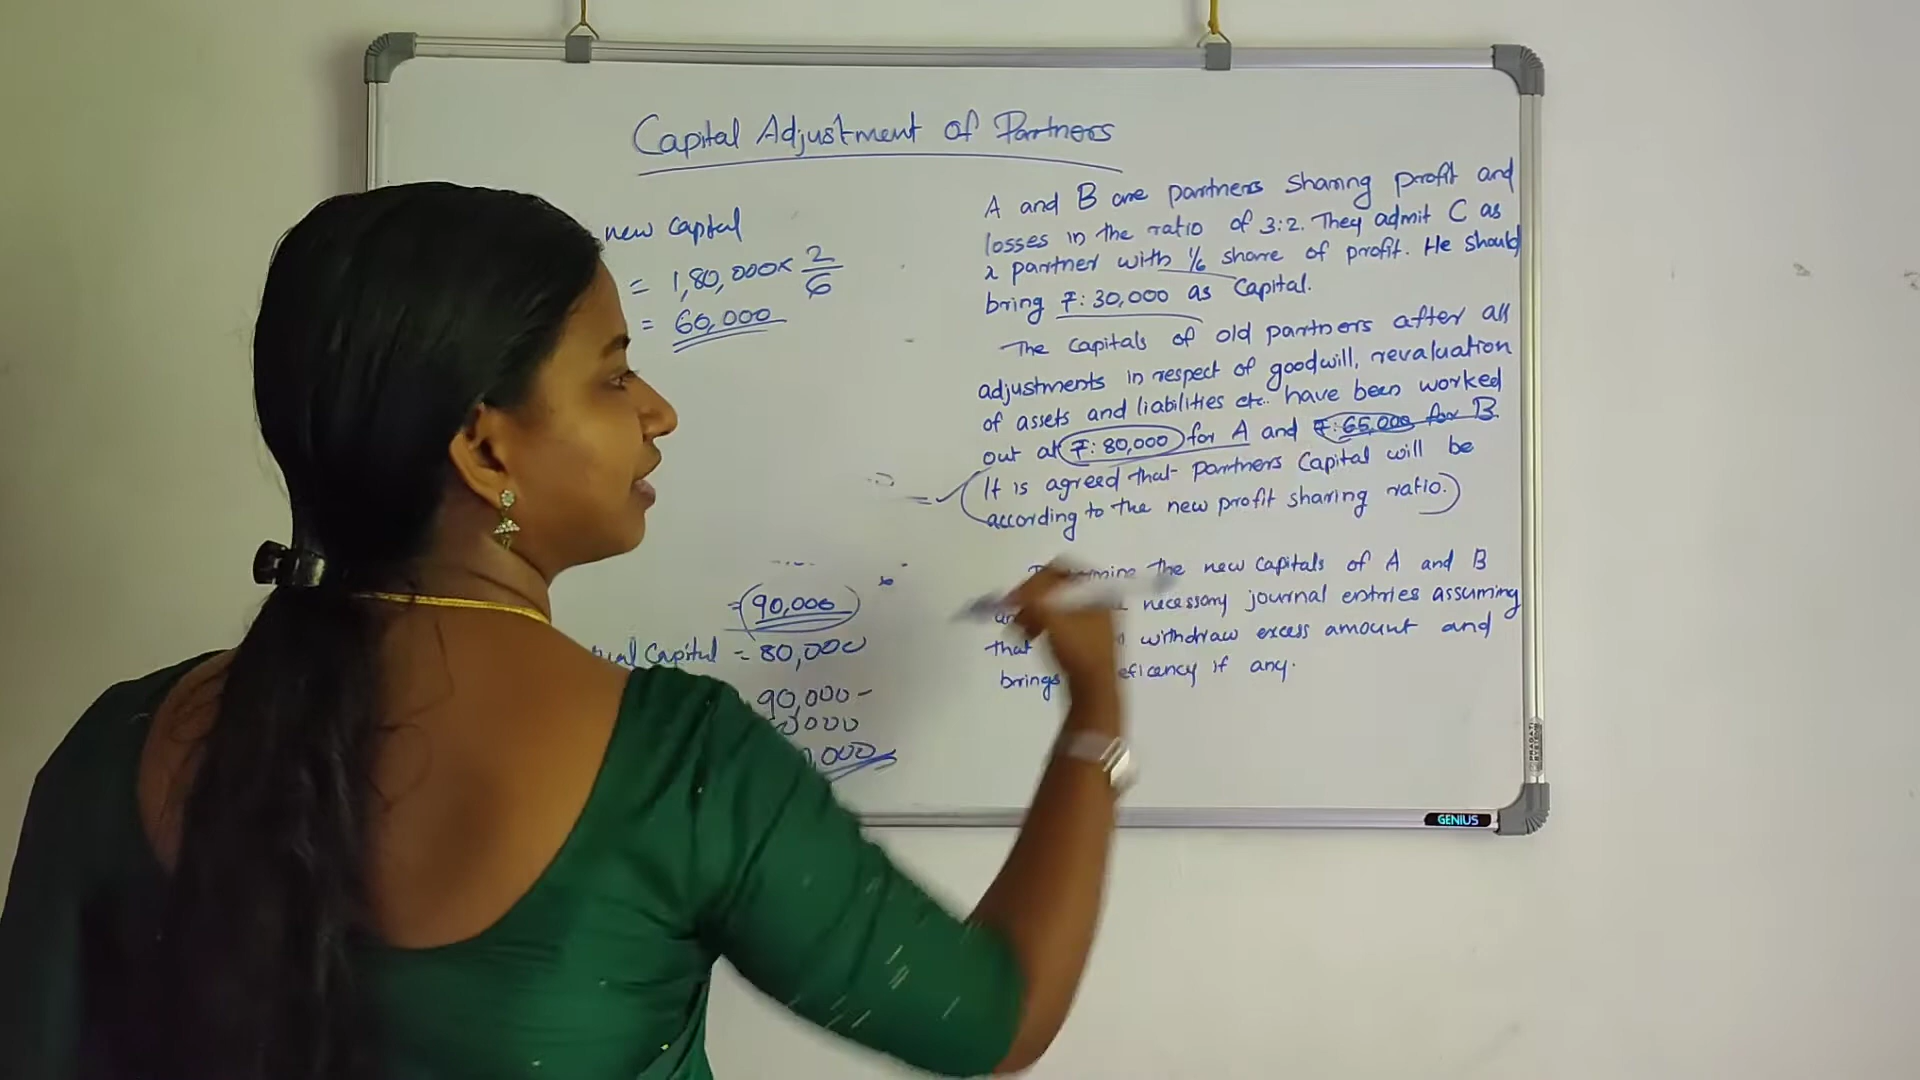 Capital Adjustment of Partners
new capital
= 1,80,000 × 2/6
= 60,000
= 90,000
Capital = 80,000
90,000 -
000
,000
A and B are partners sharing profit and
losses in the ratio of 3:2. They admit C as
a partner with 1/6 share of profit. He should
bring ₹: 30,000 as Capital.
The capitals of old partners after all
adjustments in respect of goodwill, revaluation
of assets and liabilities etc.. have been worked
out at ₹: 80,000 for A and ₹: 65,000 for B.
It is agreed that partners Capital will be
according to the new profit sharing ratio.
the new capitals of A and B
necessary journal entries assuming
that withdraw excess amount and
brings if any.
GENIUS